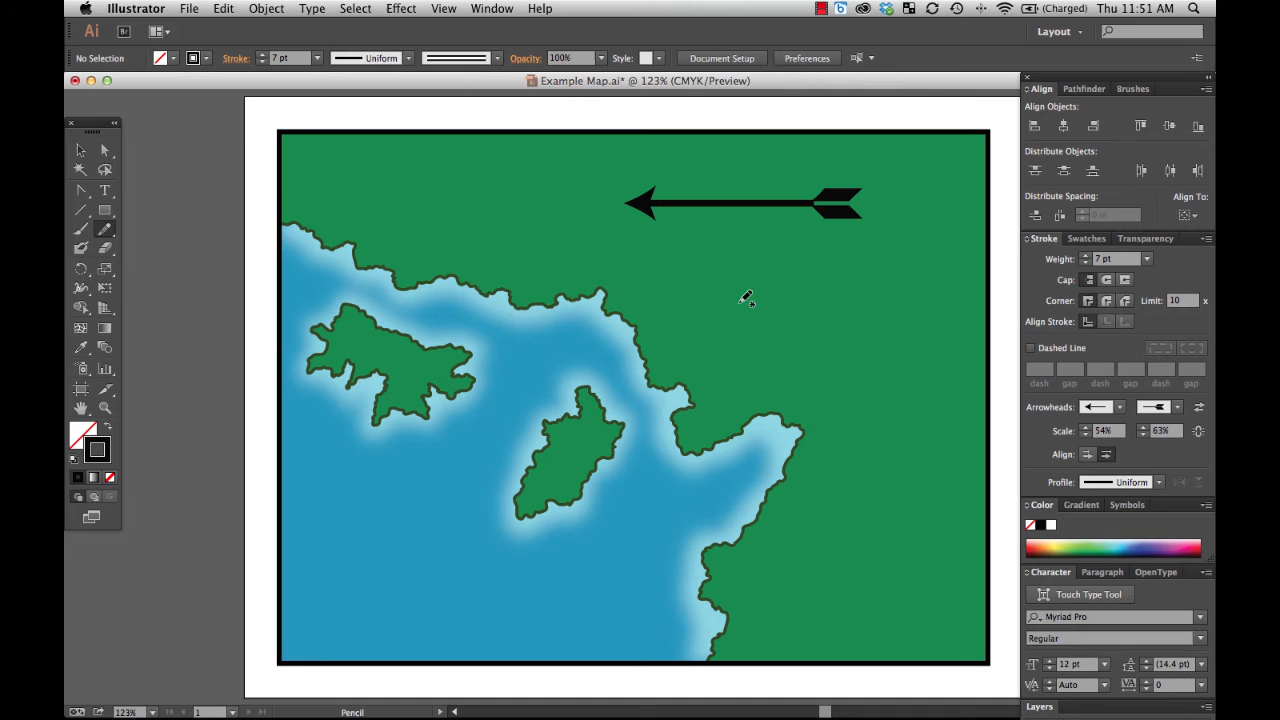 Illustrator File Edit Object Type Select Effect View Window Help (Charged) Thu 11:51 AM
Ai Br Layout
No Selection Stroke: 7 pt Uniform Opacity: 100% Style: Document Setup Preferences
Example Map.ai* @ 123% (CMYK/Preview)
Align Pathfinder Brushes
Align Objects:
Distribute Objects:
Distribute Spacing: Align To:
0 in
Stroke Swatches Transparency
Weight: 7 pt
Cap:
Corner: Limit: 10 x
Align Stroke:
Dashed Line
dash gap dash gap dash gap
Arrowheads:
Scale: 54% 63%
Align:
Profile: Uniform
Color Gradient Symbols
Character Paragraph OpenType
Touch Type Tool
Myriad Pro
Regular
12 pt (14.4 pt)
Auto 0
Layers
123% 1 Pencil